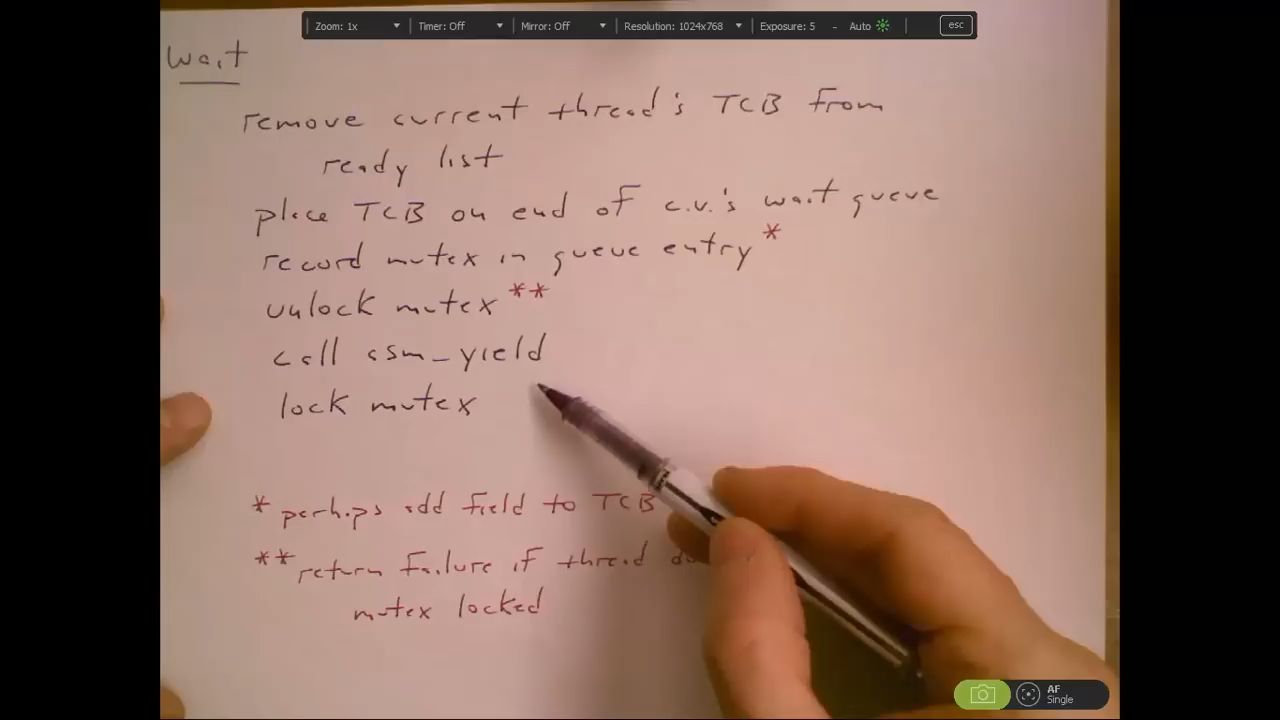 Zoom: 1x Timer: Off Mirror: Off Resolution: 1024x768 Exposure: 5 - Auto esc
Wait
remove current thread's TCB from
ready list
place TCB on end of c.v.'s wait queue
record mutex in queue entry *
unlock mutex **
call asm_yield
lock mutex
* perhaps add field to TCB
** return failure if thread
mutex locked
AF
Single